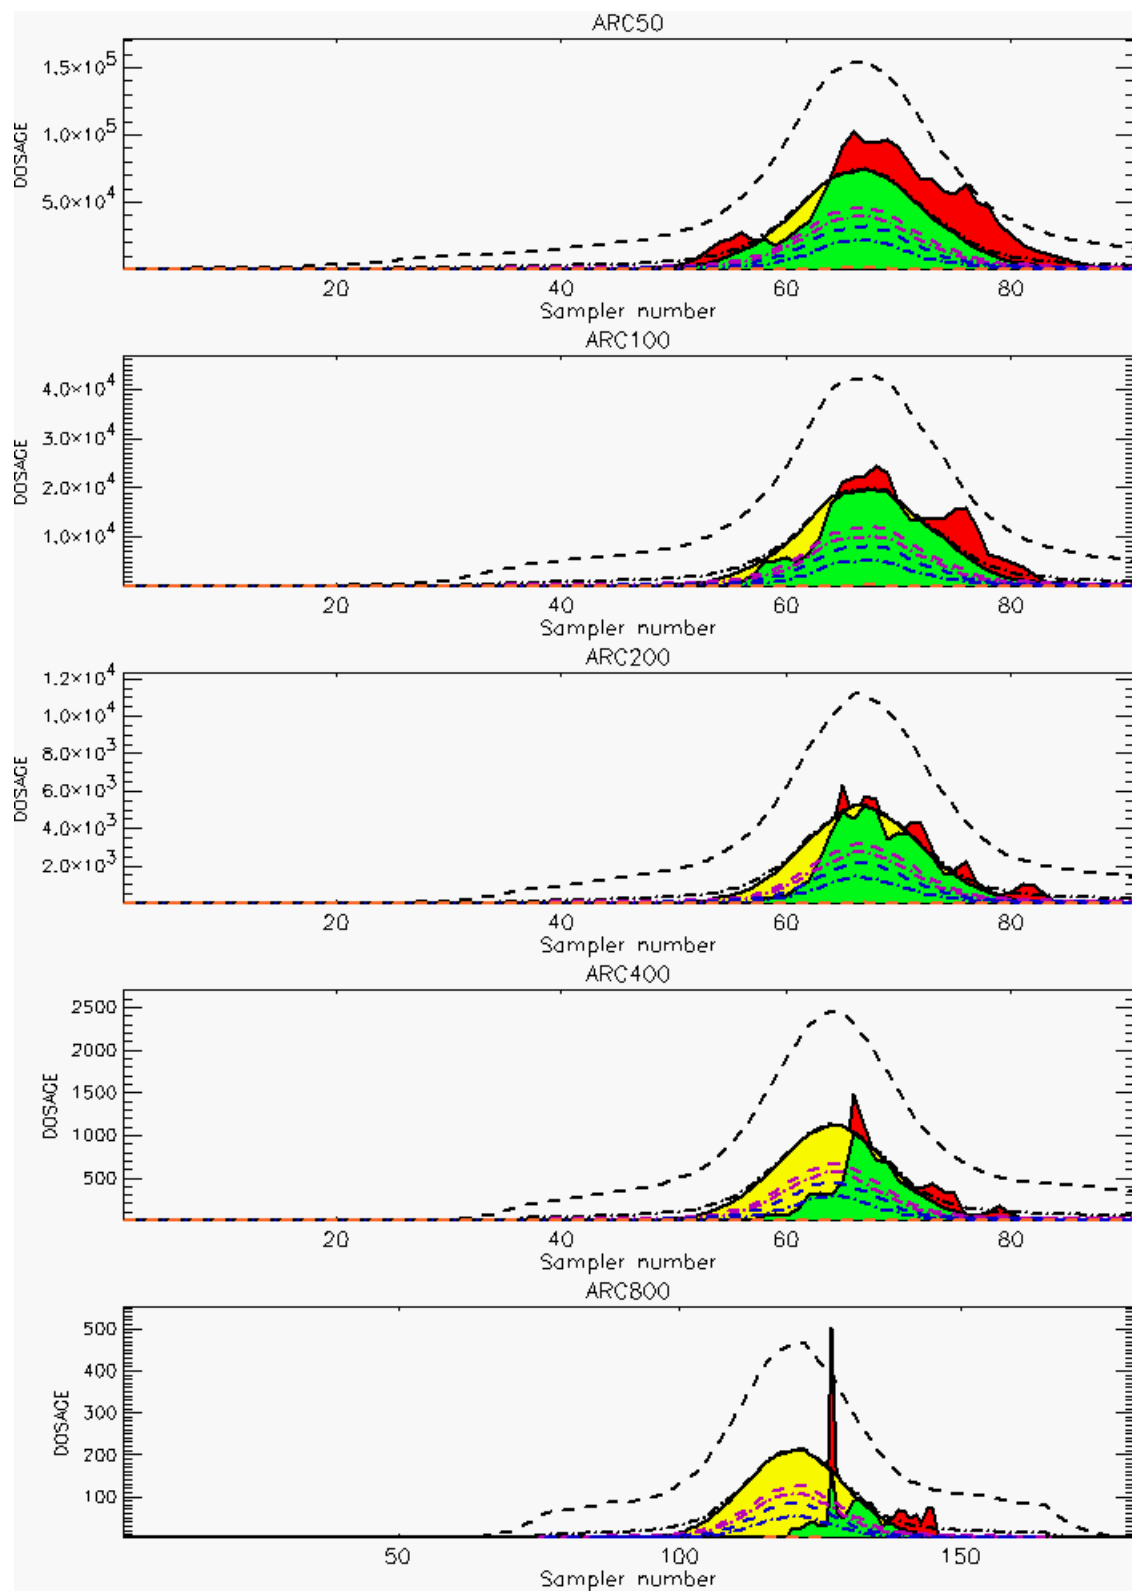 ARC50
1.5×10⁵
1.0×10⁵
5.0×10⁴
DOSAGE
20 40 60 80
Sampler number
ARC100
4.0×10⁴
3.0×10⁴
2.0×10⁴
1.0×10⁴
DOSAGE
20 40 60 80
Sampler number
ARC200
1.2×10⁴
1.0×10⁴
8.0×10³
6.0×10³
4.0×10³
2.0×10³
DOSAGE
20 40 60 80
Sampler number
ARC400
2500
2000
1500
1000
500
DOSAGE
20 40 60 80
Sampler number
ARC800
500
400
300
200
100
DOSAGE
50 100 150
Sampler number